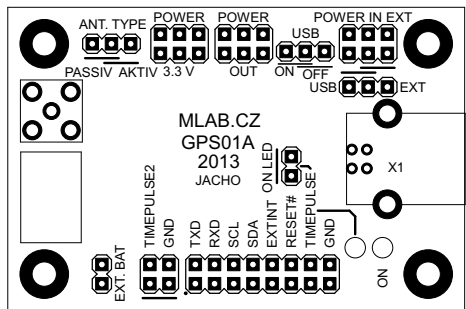 ANT. TYPE
POWER
POWER
USB
POWER IN EXT
PASSIV
AKTIV
3.3 V
OUT
ON
OFF
USB
EXT
MLAB.CZ
GPS01A
2013
JACHO
ON LED
X1
TIMEPULSE2
GND
TXD
RXD
SCL
SDA
EXTINT
RESET#
TIMEPULSE
GND
EXT. BAT
ON